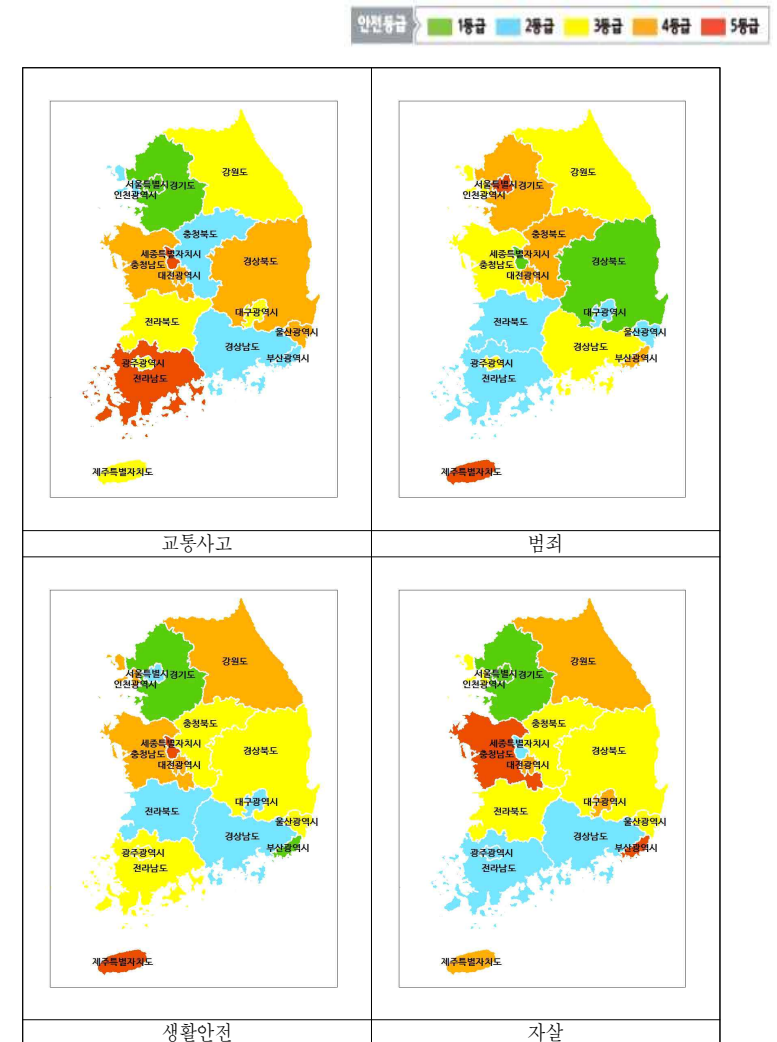 안전등급 1등급 2등급 3등급 4등급 5등급
강원도
서울특별시 경기도
인천광역시
충청북도
세종특별자치시
충청남도
경상북도
대전광역시
대구광역시
전라북도
울산광역시
경상남도
부산광역시
광주광역시
전라남도
제주특별자치도
교통사고
강원도
서울특별시 경기도
인천광역시
충청북도
세종특별자치시
충청남도
경상북도
대전광역시
대구광역시
전라북도
울산광역시
경상남도
부산광역시
광주광역시
전라남도
제주특별자치도
범죄
강원도
서울특별시 경기도
인천광역시
충청북도
세종특별자치시
충청남도
경상북도
대전광역시
대구광역시
전라북도
울산광역시
경상남도
부산광역시
광주광역시
전라남도
제주특별자치도
생활안전
강원도
서울특별시 경기도
인천광역시
충청북도
세종특별자치시
충청남도
경상북도
대전광역시
대구광역시
전라북도
울산광역시
경상남도
부산광역시
광주광역시
전라남도
제주특별자치도
자살